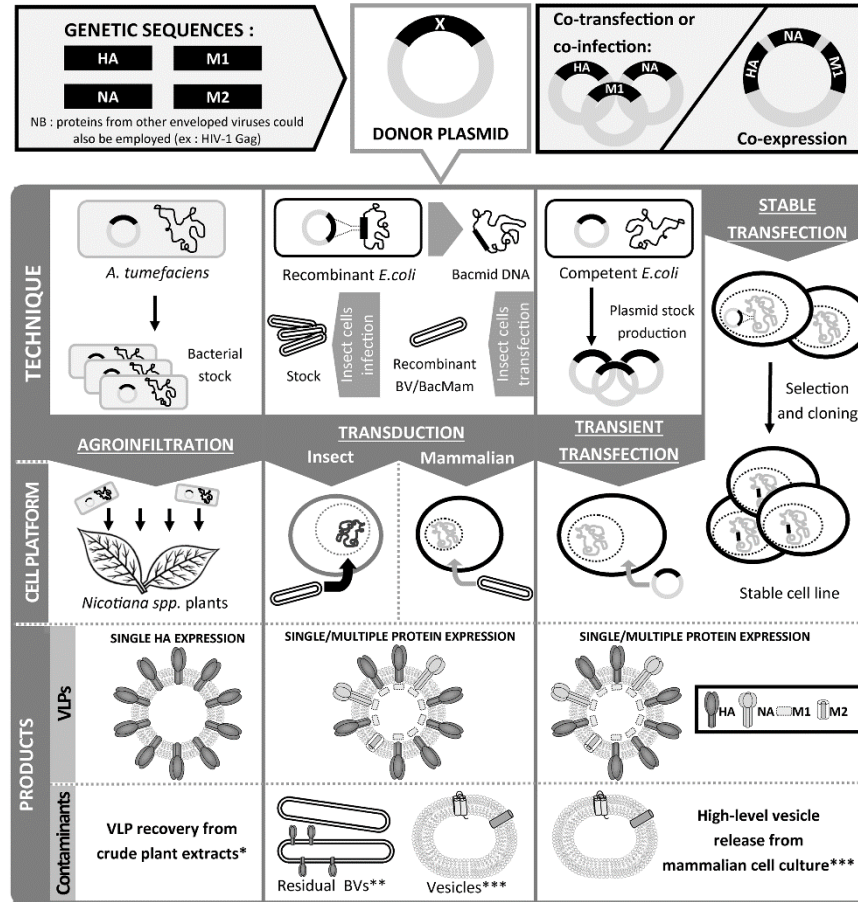 GENETIC SEQUENCES :
HA
M1
NA
M2
NB : proteins from other enveloped viruses could
also be employed (ex : HIV-1 Gag)
X
DONOR PLASMID
Co-transfection or
co-infection:
HA
NA
M1
HA
NA
M1
Co-expression
TECHNIQUE
A. tumefaciens
Bacterial
stock
Recombinant E.coli
Bacmid DNA
Stock
Insect cells
infection
Recombinant
BV/BacMam
Insect cells
transfection
Competent E.coli
Plasmid stock
production
STABLE
TRANSFECTION
Selection
and cloning
AGROINFILTRATION
TRANSDUCTION
Insect
Mammalian
TRANSIENT
TRANSFECTION
CELL PLATFORM
Nicotiana spp. plants
Stable cell line
PRODUCTS
VLPs
SINGLE HA EXPRESSION
SINGLE/MULTIPLE PROTEIN EXPRESSION
SINGLE/MULTIPLE PROTEIN EXPRESSION
HA
NA
M1
M2
Contaminants
VLP recovery from
crude plant extracts*
Residual BVs**
Vesicles***
High-level vesicle
release from
mammalian cell culture***